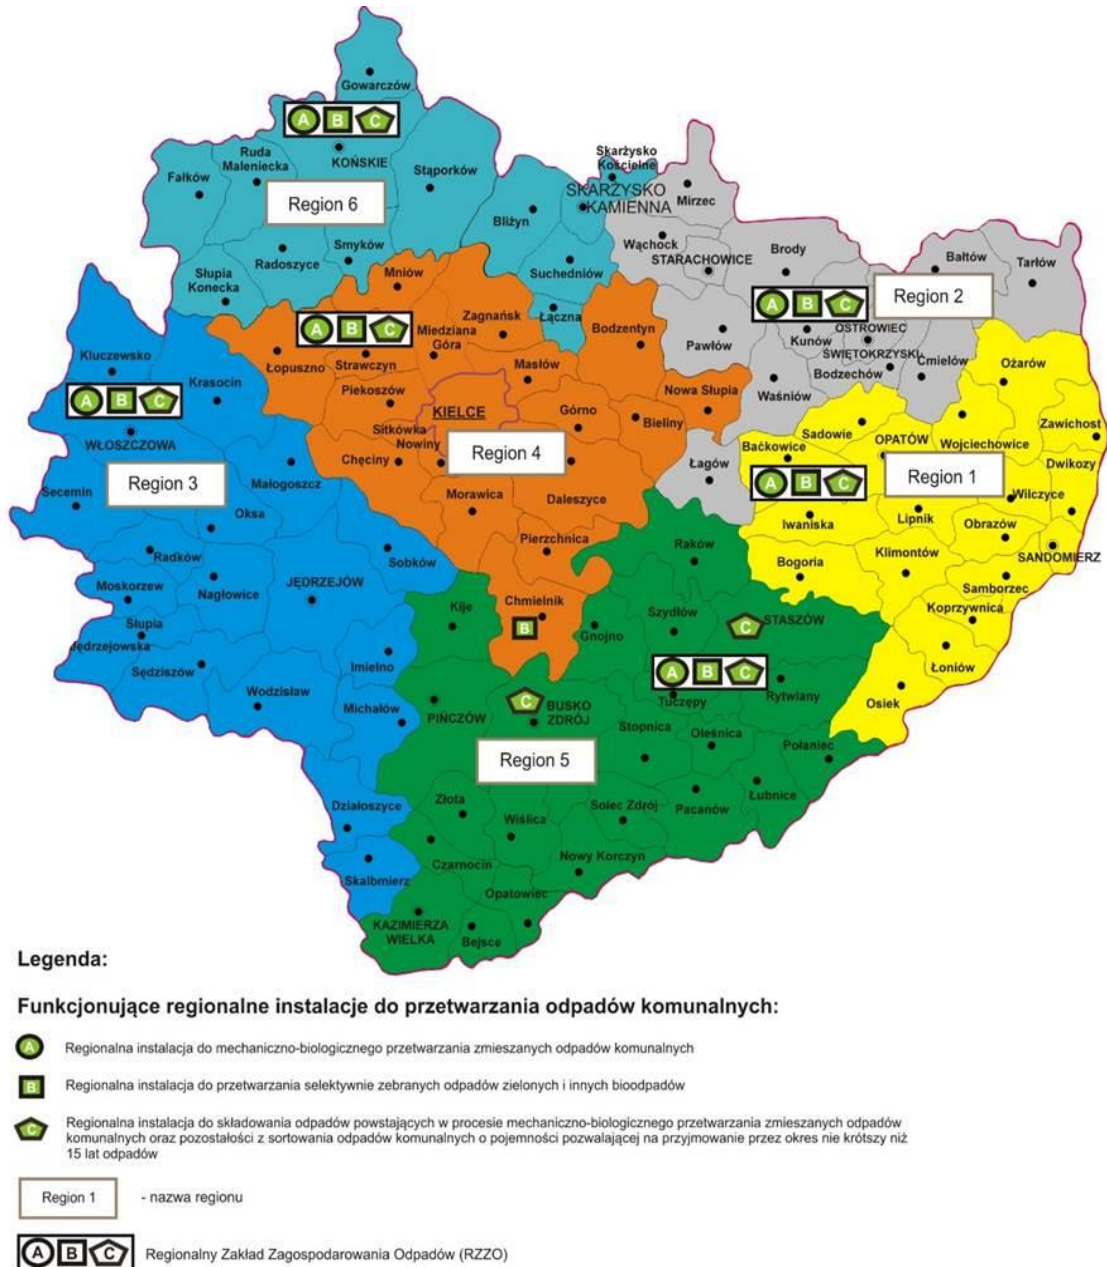 Gowarczów
A B C
KOŃSKIE
Ruda
Maleniecka
Fałków
Stąporków
Region 6
Radoszyce
Smyków
Słupia
Konecka
Bliżyn
Skarżysko
Kościelne
SKARŻYSKO
KAMIENNA
Suchedniów
Łączna
Mirzec
Wąchock
STARACHOWICE
Brody
Bałtów
Tarłów
Region 2
A B C
Kunów
OSTROWIEC
ŚWIĘTOKRZYSKI
Bodzechów
Ćmielów
Pawłów
Waśniów
Łagów
Mniów
Zagnańsk
A B C
Miedziana
Góra
Strawczyn
Łopuszno
Bodzentyn
Masłów
Piekoszów
KIELCE
Górno
Bieliny
Nowa Słupia
Sitkówka
Nowiny
Chęciny
Region 4
Morawica
Daleszyce
Pierzchnica
Chmielnik
B
Kluczewsko
Krasocin
A B C
WŁOSZCZOWA
Region 3
Małogoszcz
Secemin
Oksa
Radków
Moskorzew
Nagłowice
JĘDRZEJÓW
Sobków
Słupia
Jędrzejowska
Sędziszów
Imielno
Wodzisław
Michałów
Działoszyce
Skalbmierz
Ożarów
Sadowie
OPATÓW
Wojciechowice
Zawichost
Baćkowice
Dwikozy
A B C
Region 1
Wilczyce
Iwaniska
Lipnik
Obrazów
Klimontów
SANDOMIERZ
Bogoria
Samborzec
Koprzywnica
Łoniów
Osiek
Raków
Kije
Szydłów
C
STASZÓW
Gnojno
A B C
Tuczępy
Rytwiany
PIŃCZÓW
C
BUSKO
ZDRÓJ
Stopnica
Oleśnica
Połaniec
Region 5
Łubnice
Pacanów
Solec Zdrój
Złota
Wiślica
Czarnocin
Nowy Korczyn
Opatowiec
KAZIMIERZA
WIELKA
Bejsce
Legenda:
Funkcjonujące regionalne instalacje do przetwarzania odpadów komunalnych:
A Regionalna instalacja do mechaniczno-biologicznego przetwarzania zmieszanych odpadów komunalnych
B Regionalna instalacja do przetwarzania selektywnie zebranych odpadów zielonych i innych bioodpadów
C Regionalna instalacja do składowania odpadów powstających w procesie mechaniczno-biologicznego przetwarzania zmieszanych odpadów
komunalnych oraz pozostałości z sortowania odpadów komunalnych o pojemności pozwalającej na przyjmowanie przez okres nie krótszy niż
15 lat odpadów
Region 1 - nazwa regionu
A B C Regionalny Zakład Zagospodarowania Odpadów (RZZO)